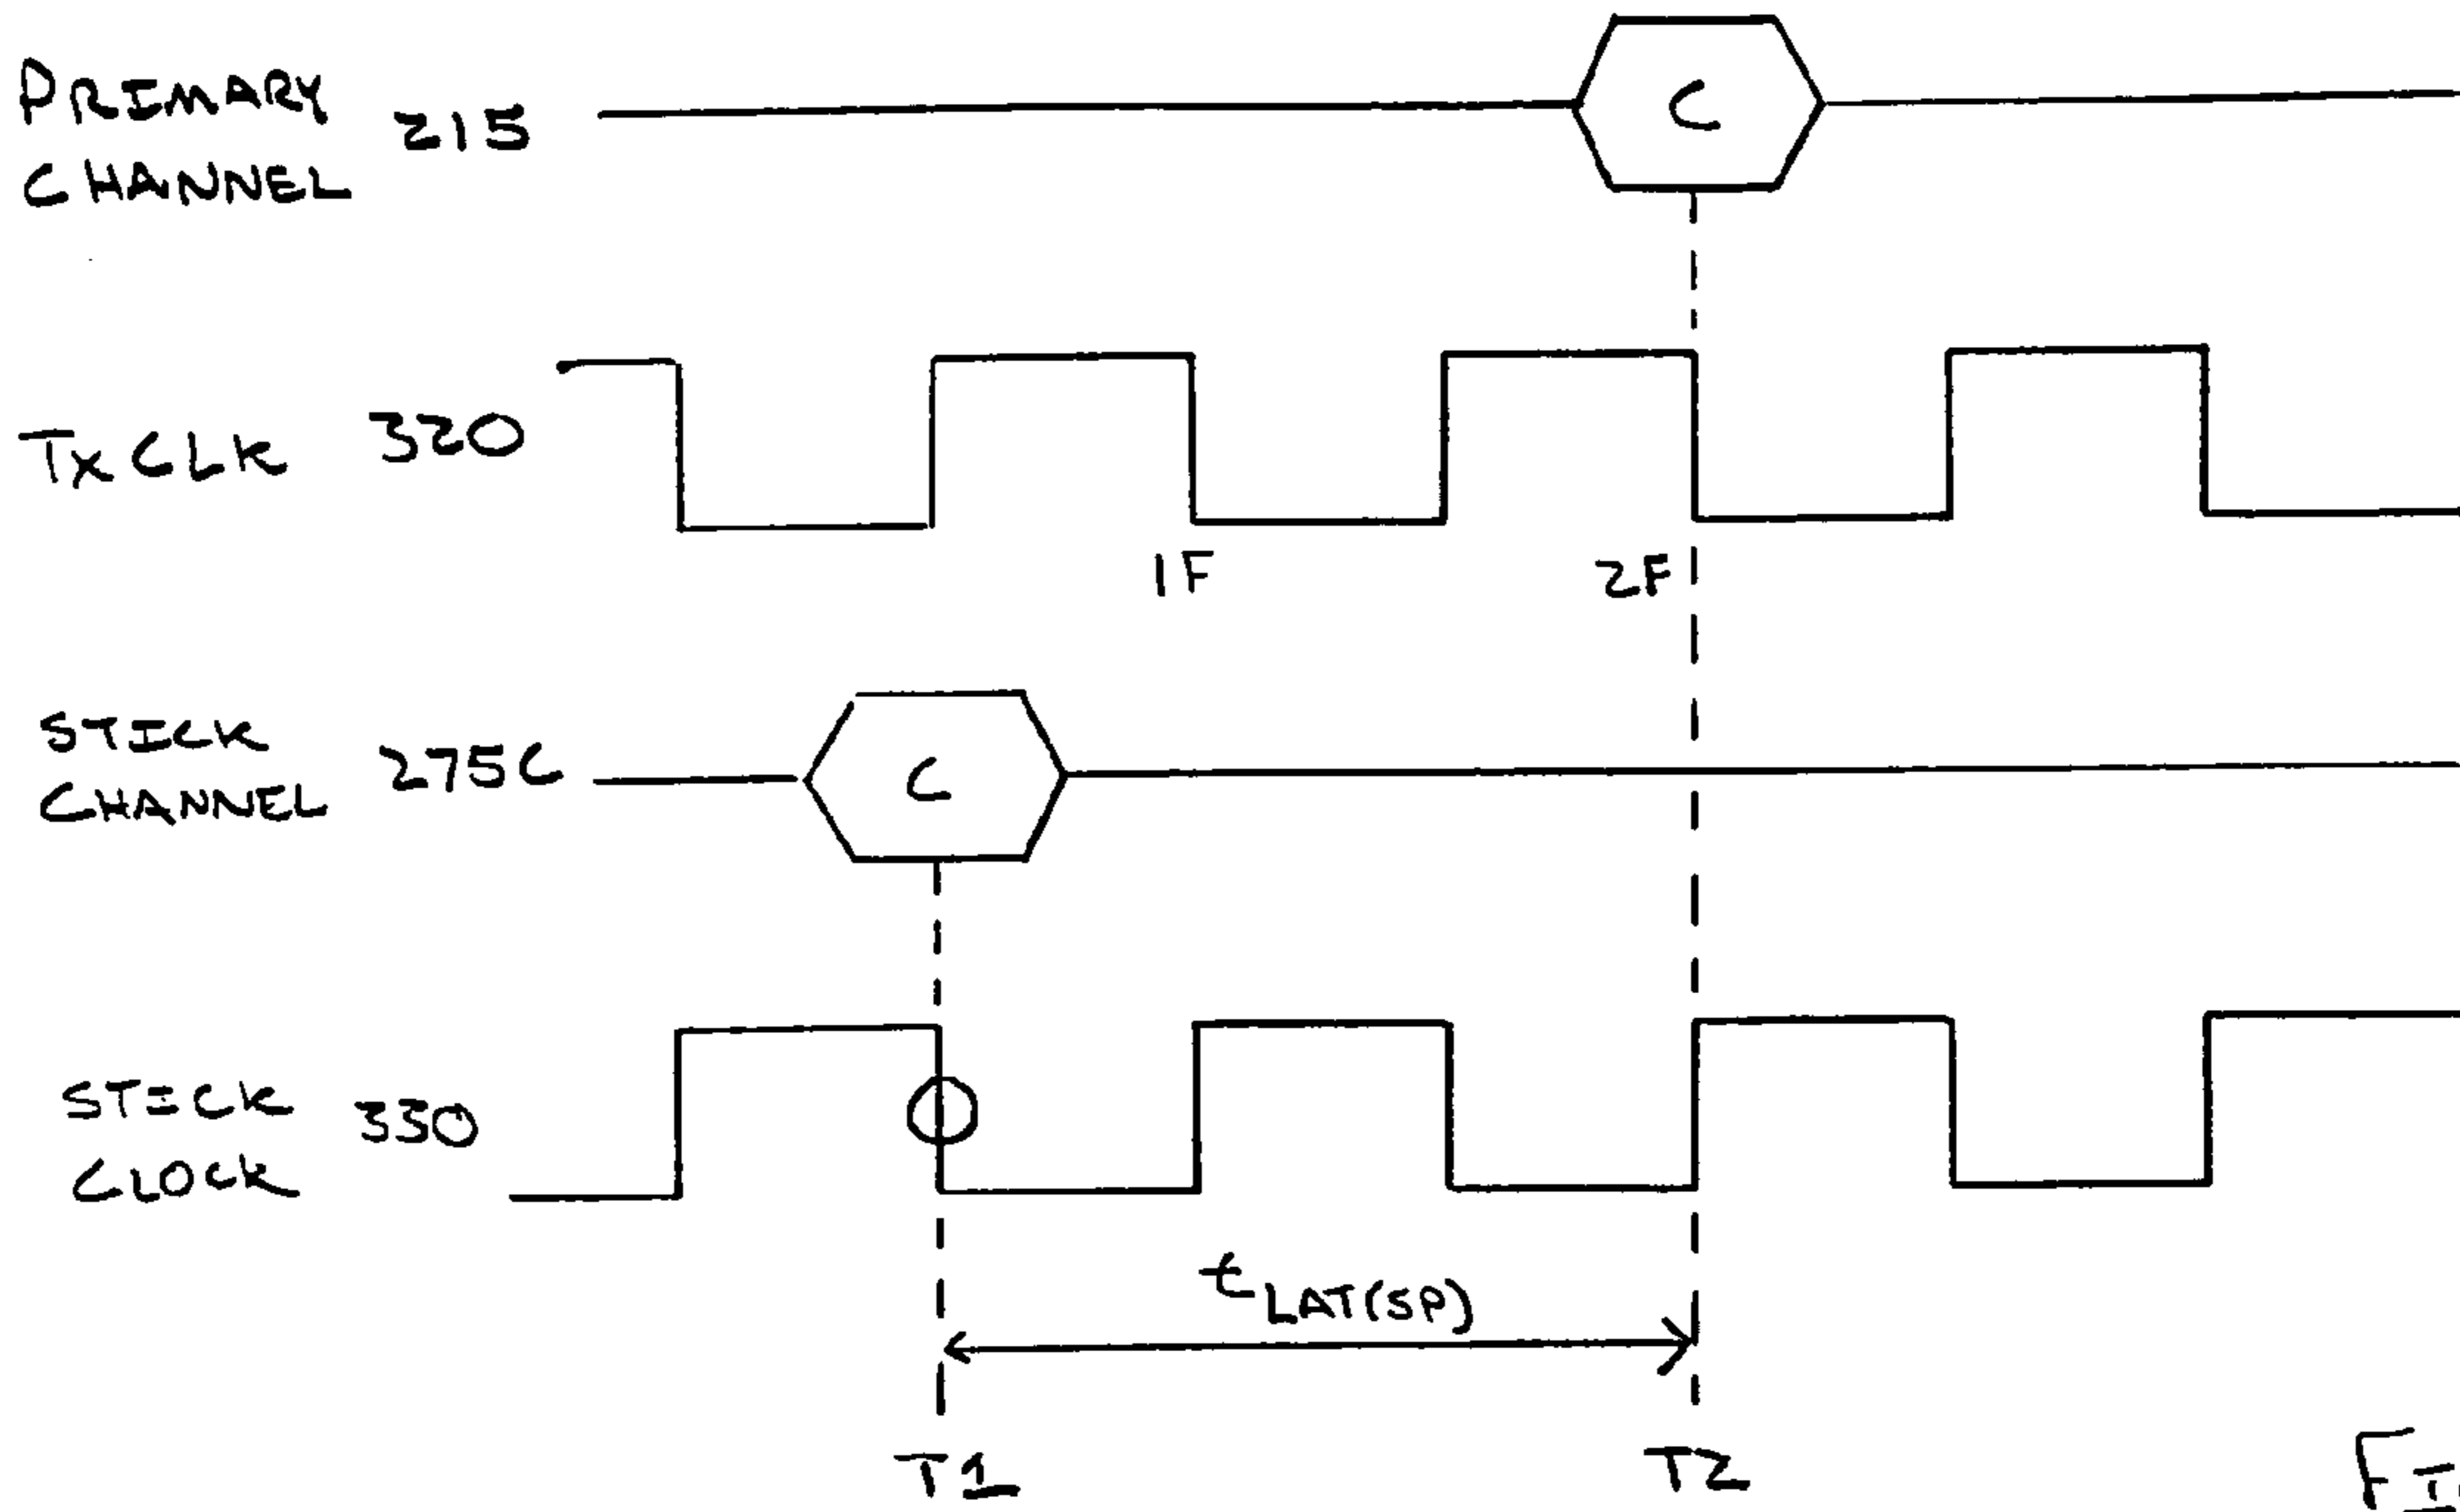 PRIMARY
CHANNEL 215
C
TxCLK 320
1F 2F
STICK
CHANNEL 275C
C
STICK
CLOCK 330
tLAT(SP)
T1 T2